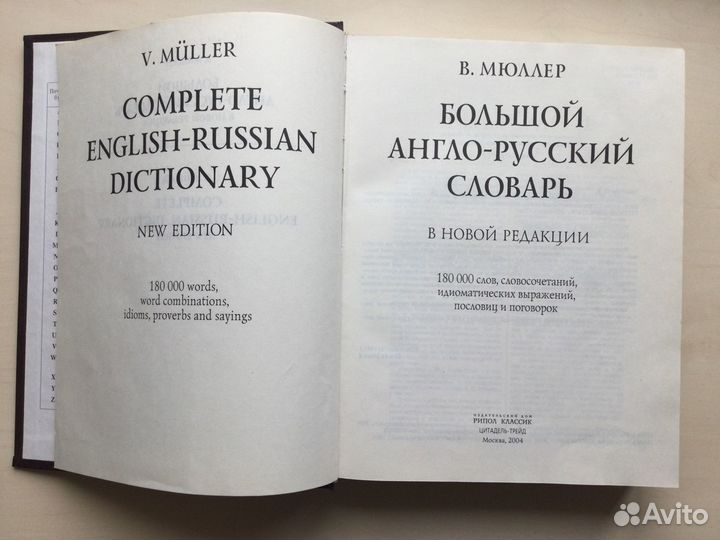 V. MÜLLER
COMPLETE
ENGLISH-RUSSIAN
DICTIONARY
NEW EDITION
180 000 words,
word combinations,
idioms, proverbs and sayings
В. МЮЛЛЕР
БОЛЬШОЙ
АНГЛО-РУССКИЙ
СЛОВАРЬ
В НОВОЙ РЕДАКЦИИ
180 000 слов, словосочетаний,
идиоматических выражений,
пословиц и поговорок
ИЗДАТЕЛЬСКИЙ ДОМ
РИПОЛ КЛАССИК
ЦИТАДЕЛЬ-ТРЕЙД
Москва, 2004
Avito